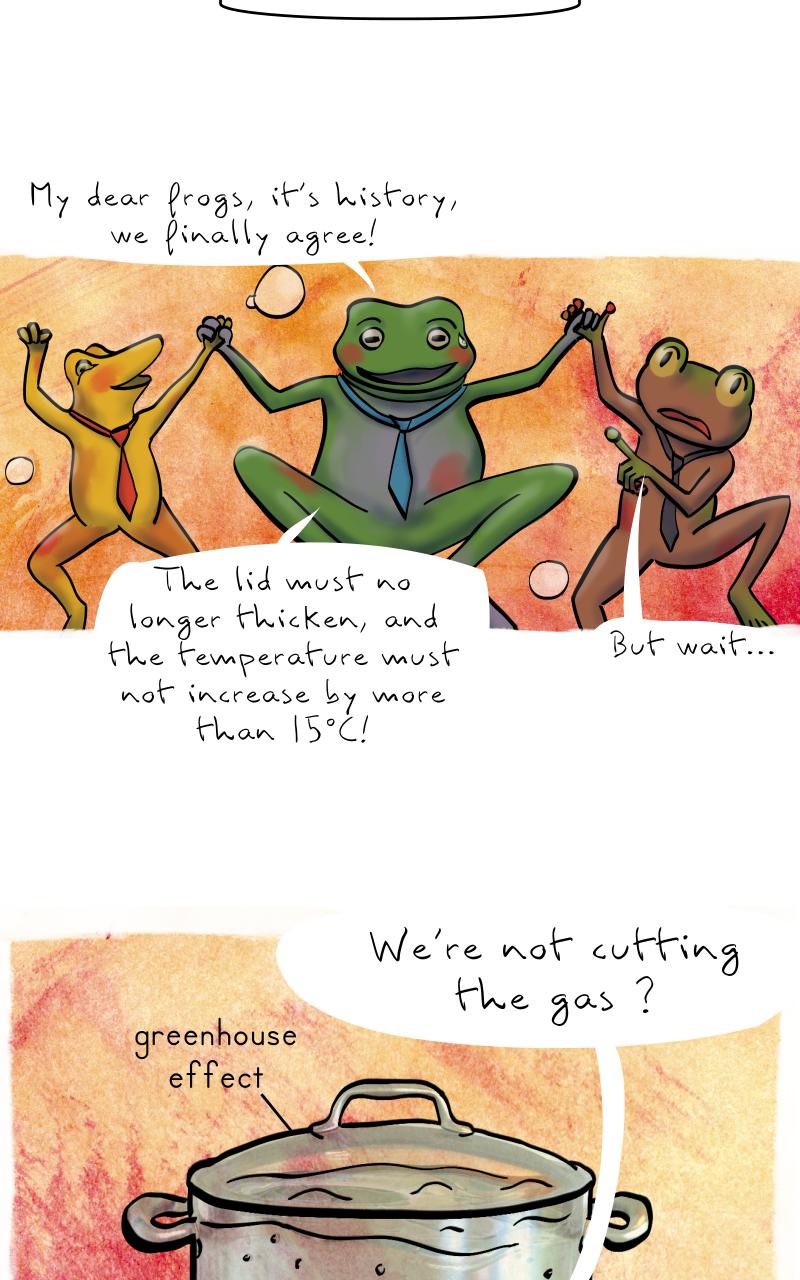 My dear frogs, it's history,
we finally agree!
The lid must no
longer thicken, and
the temperature must
not increase by more
than 15°C!
But wait...
We're not cutting
the gas ?
greenhouse
effect